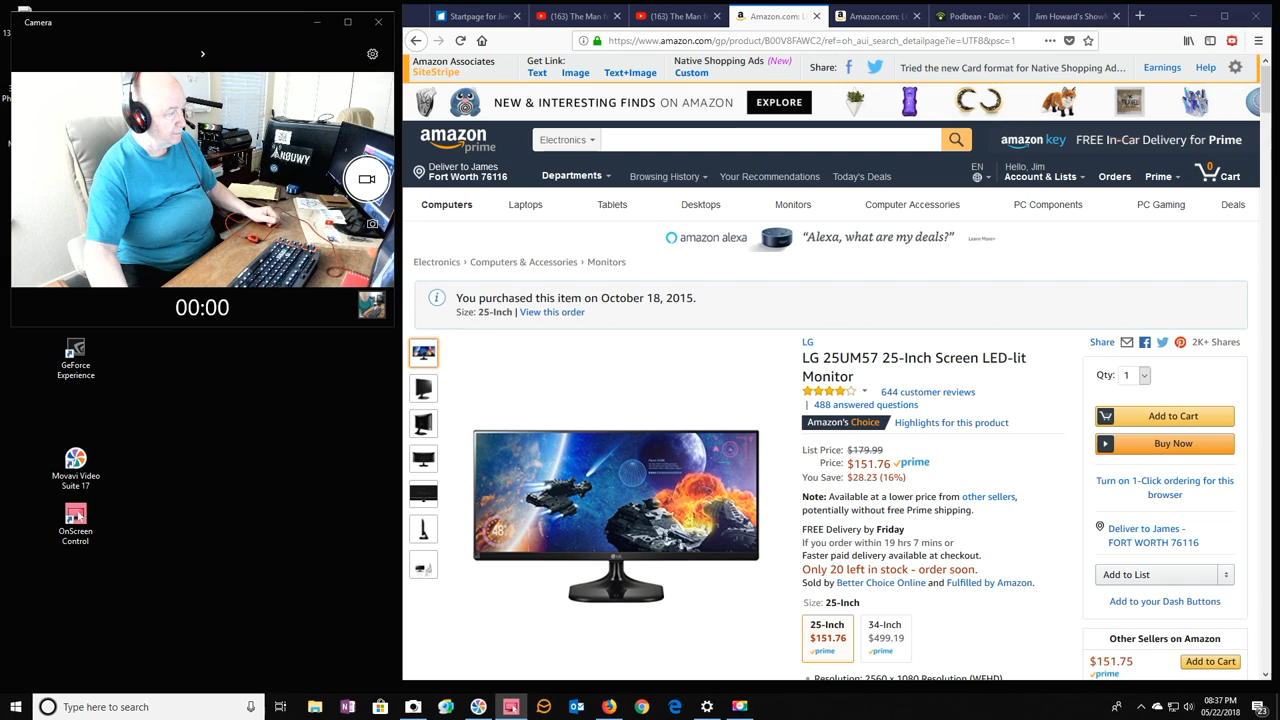 Camera
00:00
ANØUWY
GeForce
Experience
Movavi Video
Suite 17
OnScreen
Control
Startpage for Jim
(163) The Man f
(163) The Man fr
Amazon.com: L
Amazon.com: L
Podbean - Dashl
Jim Howard's Showl
https://www.amazon.com/gp/product/B00V8FAWC2/ref=oh_aui_search_detailpage?ie=UTF8&psc=1
Amazon Associates
SiteStripe
Get Link:
Text Image Text+Image
Native Shopping Ads (New)
Custom
Share:
Tried the new Card format for Native Shopping Ad...
Earnings Help
NEW & INTERESTING FINDS ON AMAZON EXPLORE
amazon prime
Electronics
amazon key FREE In-Car Delivery for Prime
Deliver to James
Fort Worth 76116
Departments Browsing History Your Recommendations Today's Deals
EN
Hello, Jim
Account & Lists Orders Prime 0 Cart
Computers Laptops Tablets Desktops Monitors Computer Accessories PC Components PC Gaming Deals
amazon alexa "Alexa, what are my deals?" Learn More›
Electronics › Computers & Accessories › Monitors
You purchased this item on October 18, 2015.
Size: 25-Inch | View this order
LG
LG 25UM57 25-Inch Screen LED-lit
Monitor
644 customer reviews
| 488 answered questions
Amazon's Choice Highlights for this product
List Price: $179.99
Price: $151.76 prime
You Save: $28.23 (16%)
Note: Available at a lower price from other sellers,
potentially without free Prime shipping.
FREE Delivery by Friday
If you order within 19 hrs 7 mins or
Faster paid delivery available at checkout.
Only 20 left in stock - order soon.
Sold by Better Choice Online and Fulfilled by Amazon.
Size: 25-Inch
25-Inch
$151.76
prime
34-Inch
$499.19
prime
Resolution: 2560 x 1080 Resolution (WFHD)
Share 2K+ Shares
Qty: 1
Add to Cart
Buy Now
Turn on 1-Click ordering for this
browser
Deliver to James -
FORT WORTH 76116
Add to List
Add to your Dash Buttons
Other Sellers on Amazon
$151.75 Add to Cart
prime
Type here to search
08:37 PM
05/22/2018
23